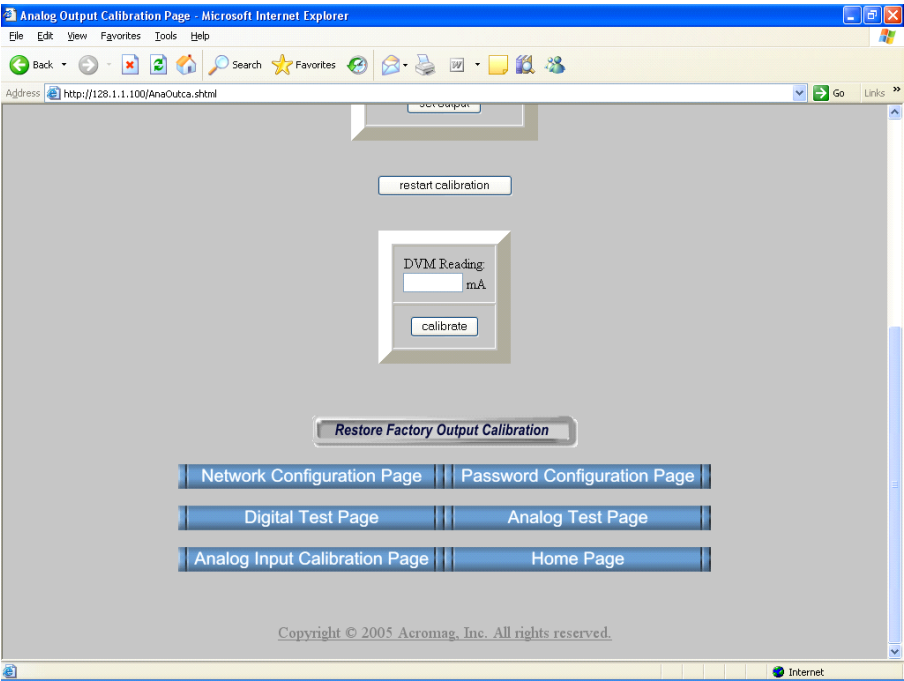 Analog Output Calibration Page - Microsoft Internet Explorer
File Edit View Favorites Tools Help
Back Search Favorites
Address http://128.1.1.100/AnaOutca.shtml Go Links »
restart calibration
DVM Reading:
mA
calibrate
Restore Factory Output Calibration
Network Configuration Page Password Configuration Page
Digital Test Page Analog Test Page
Analog Input Calibration Page Home Page
Copyright © 2005 Acromag, Inc. All rights reserved.
Internet